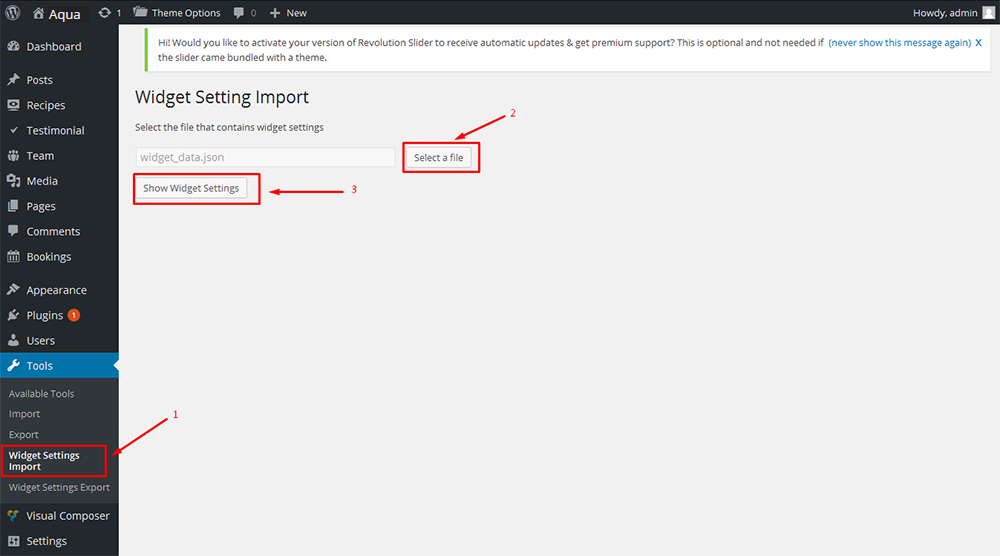 Aqua
1
Theme Options
0
New
Howdy, admin
Dashboard
Posts
Recipes
Testimonial
Team
Media
Pages
Comments
Bookings
Appearance
Plugins 1
Users
Tools
Available Tools
Import
Export
Widget Settings
Import
Widget Settings Export
Visual Composer
Settings
1
Hi! Would you like to activate your version of Revolution Slider to receive automatic updates & get premium support? This is optional and not needed if (never show this message again) X
the slider came bundled with a theme.
Widget Setting Import
Select the file that contains widget settings
2
widget_data.json
Select a file
Show Widget Settings
3